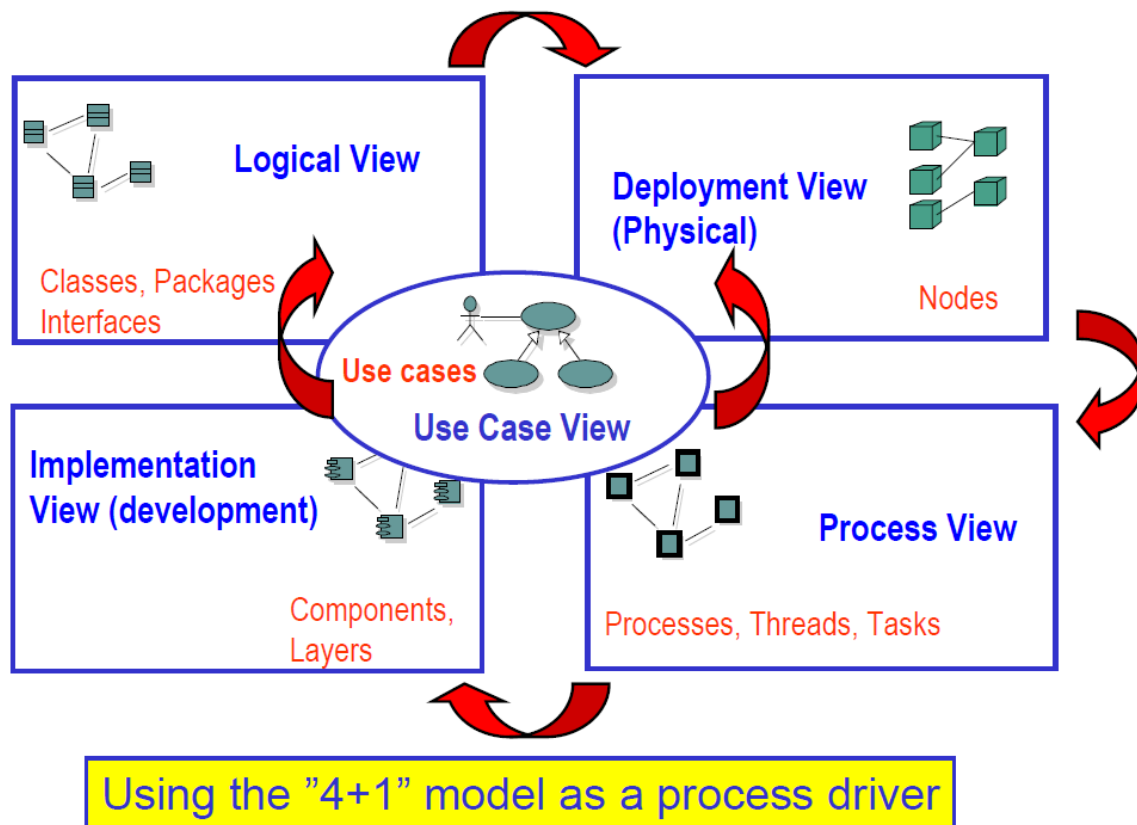 Logical View
Classes, Packages
Interfaces
Deployment View
(Physical)
Nodes
Use cases
Use Case View
Implementation
View (development)
Components,
Layers
Process View
Processes, Threads, Tasks
Using the ”4+1” model as a process driver